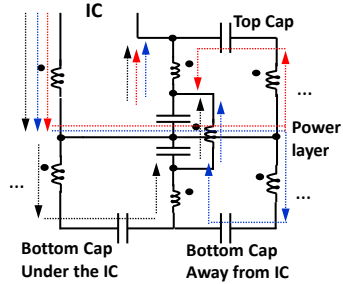 IC
Top Cap
...
Power
layer
...
...
Bottom Cap
Under the IC
Bottom Cap
Away from IC